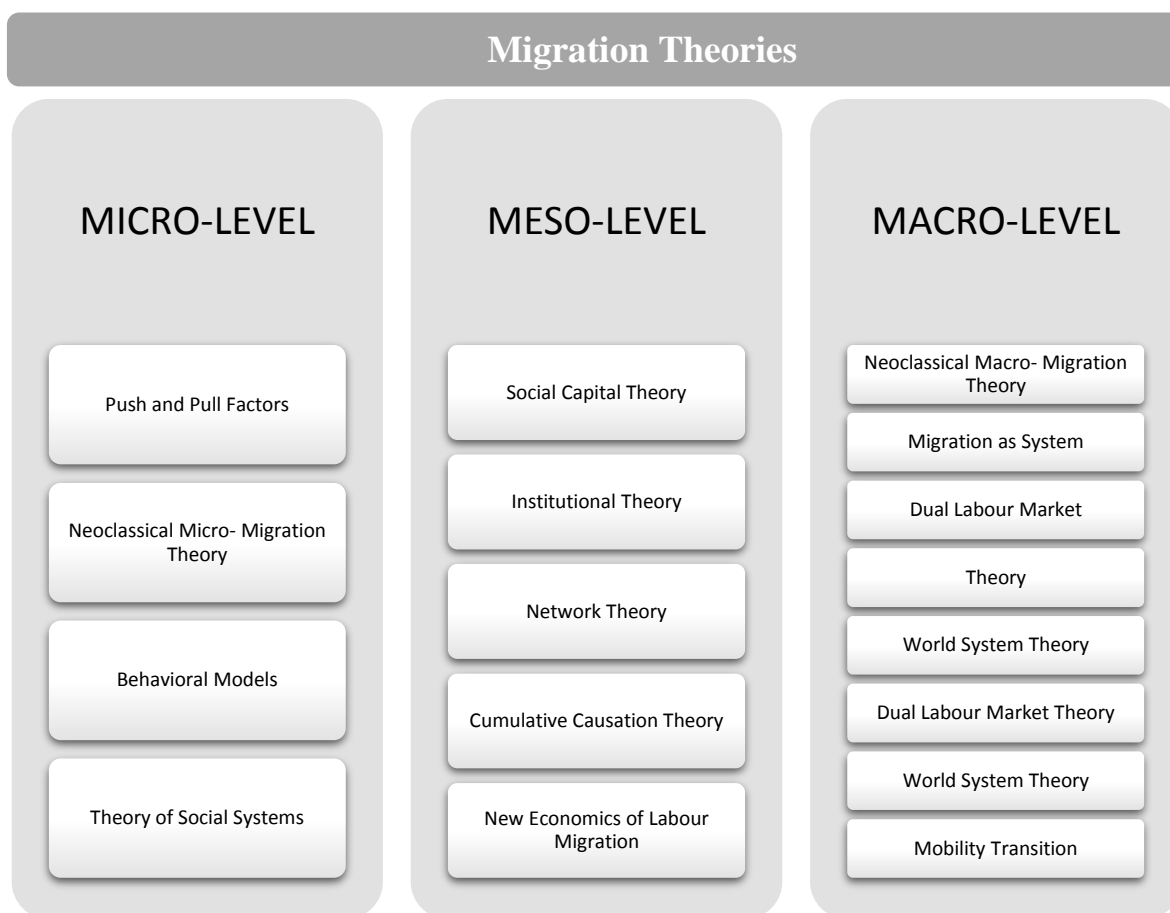 Migration Theories
MICRO-LEVEL
Push and Pull Factors
Neoclassical Micro- Migration
Theory
Behavioral Models
Theory of Social Systems
MESO-LEVEL
Social Capital Theory
Institutional Theory
Network Theory
Cumulative Causation Theory
New Economics of Labour
Migration
MACRO-LEVEL
Neoclassical Macro- Migration
Theory
Migration as System
Dual Labour Market
Theory
World System Theory
Dual Labour Market Theory
World System Theory
Mobility Transition